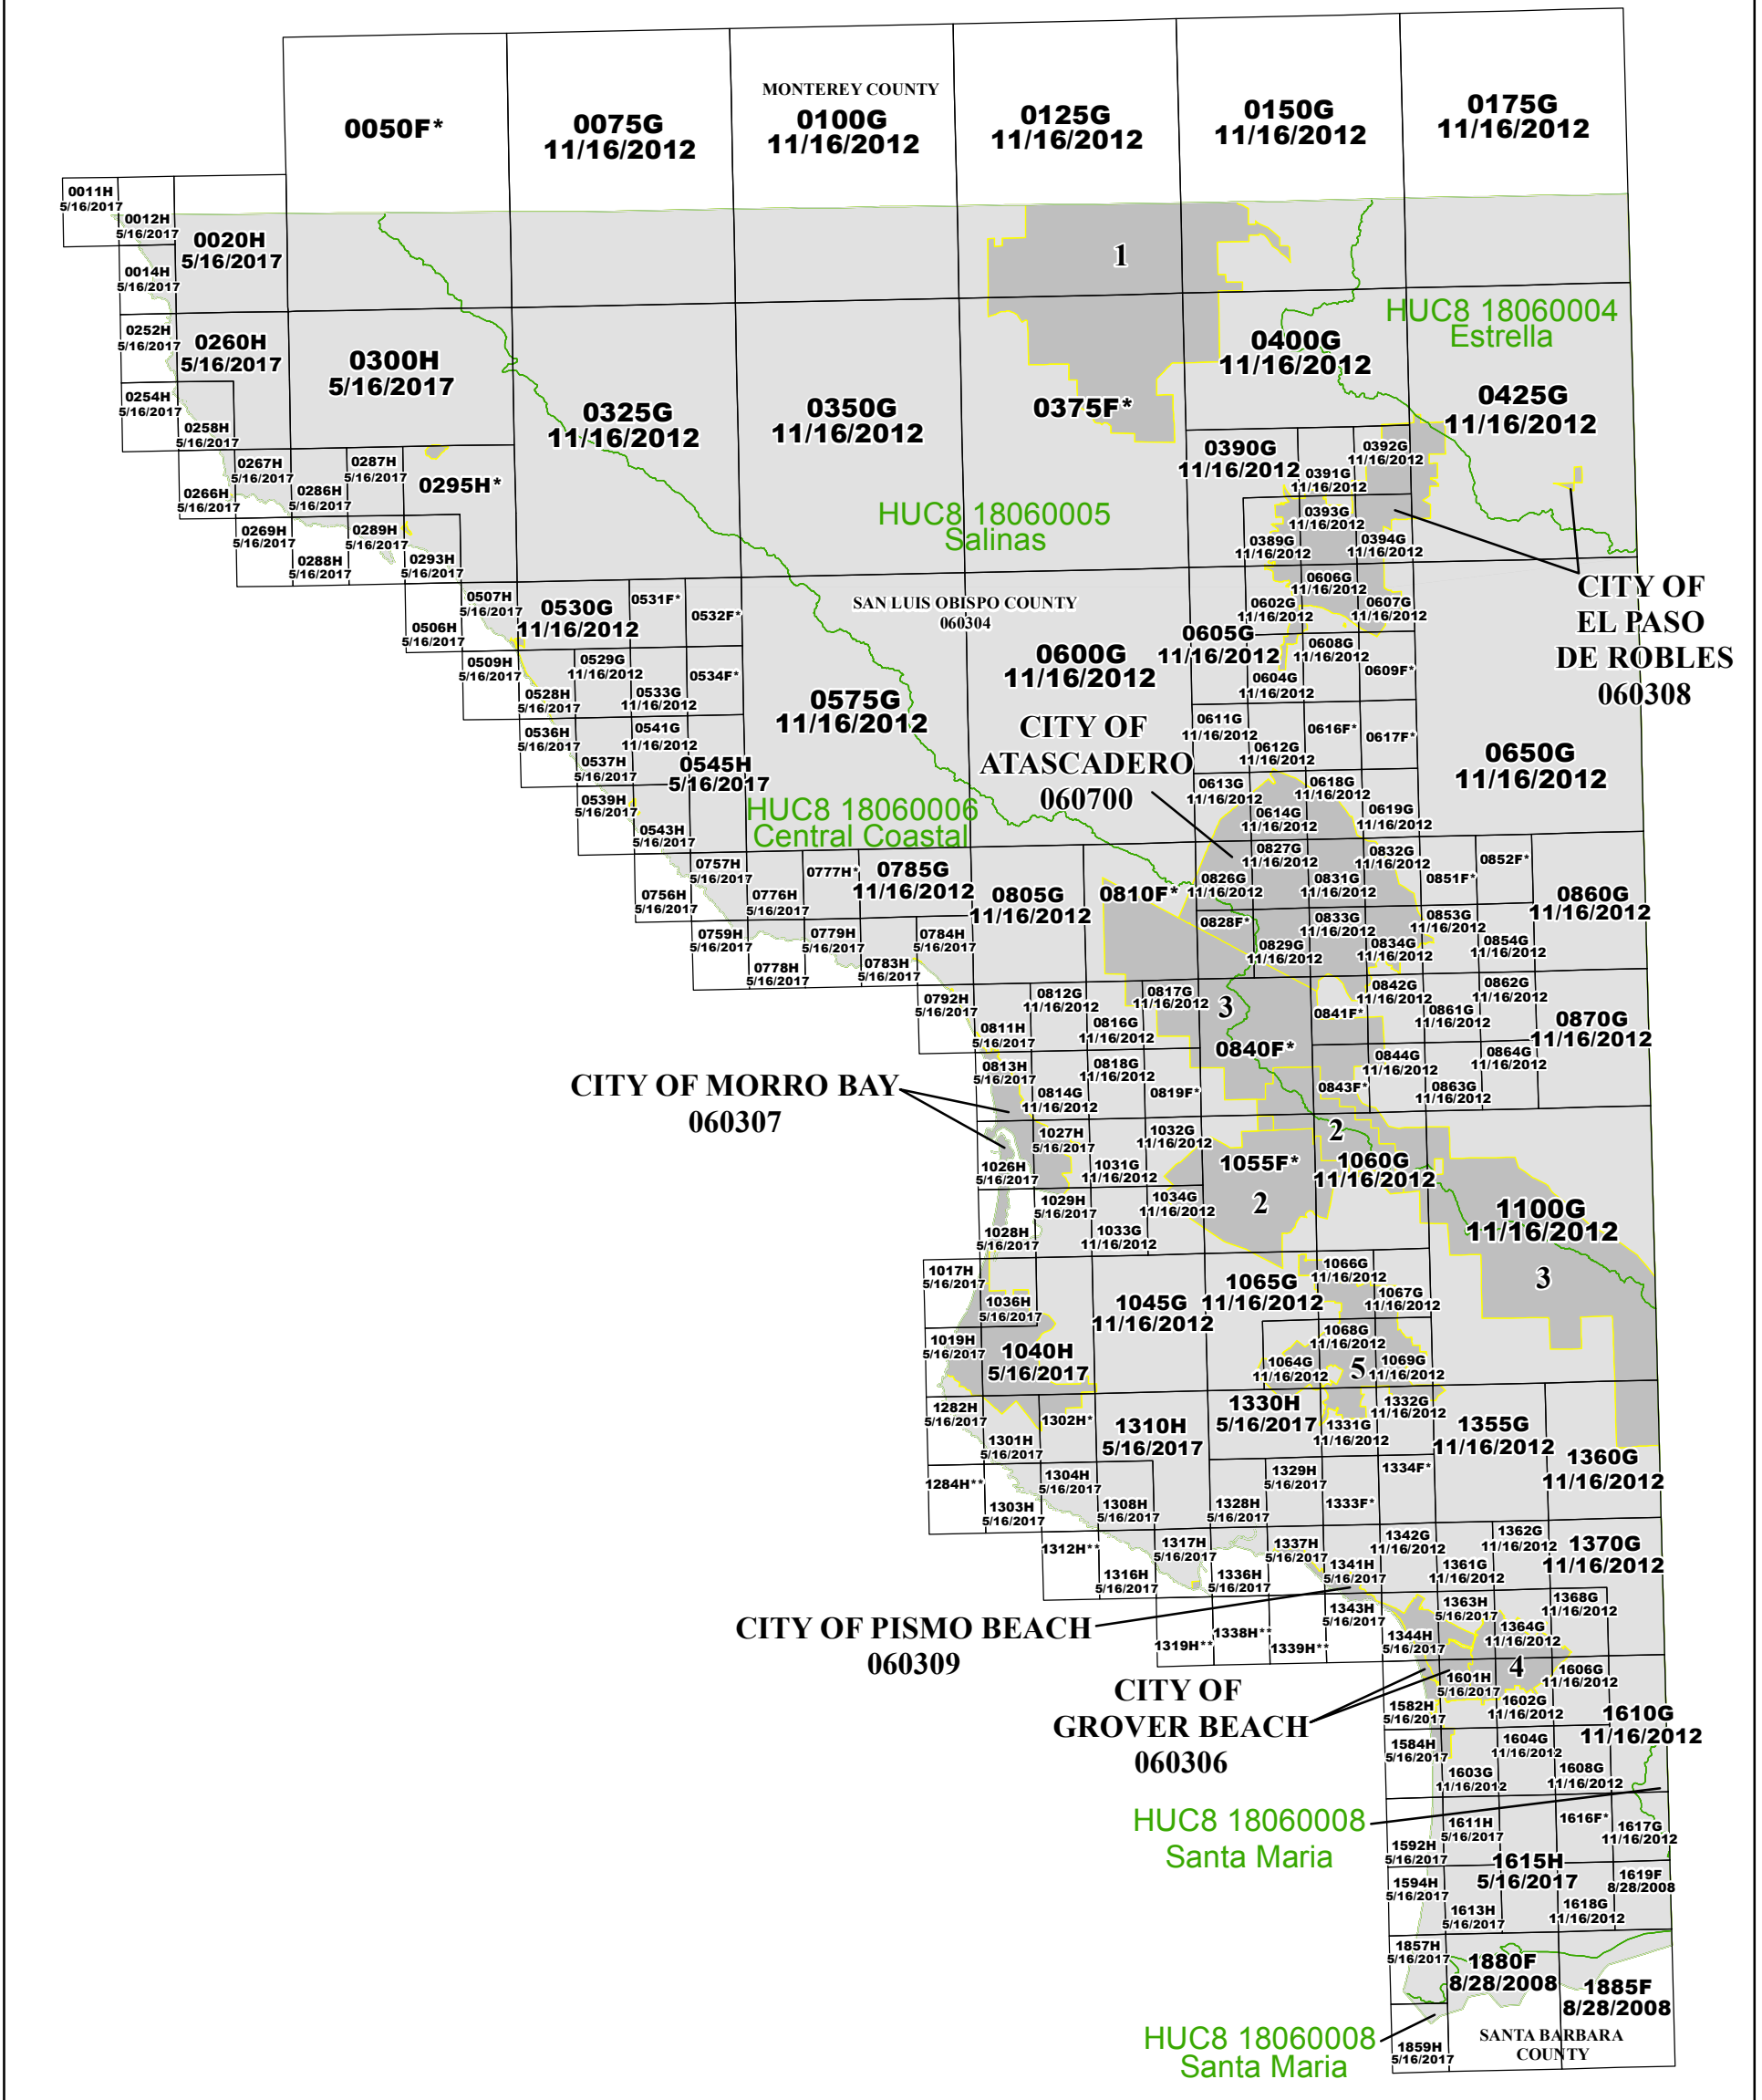 MONTEREY COUNTY
0050F*
0075G
11/16/2012
0100G
11/16/2012
0125G
11/16/2012
0150G
11/16/2012
0175G
11/16/2012
0011H
5/16/2017
0012H
5/16/2017
0020H
5/16/2017
0014H
5/16/2017
1
0252H
5/16/2017
0260H
5/16/2017
0300H
5/16/2017
0325G
11/16/2012
0350G
11/16/2012
0375F*
0400G
11/16/2012
HUC8 18060004
Estrella
0425G
11/16/2012
0254H
5/16/2017
0258H
5/16/2017
0266H
5/16/2017
0267H
5/16/2017
0286H
5/16/2017
0287H
5/16/2017
0295H*
0390G
11/16/2012
0391G
11/16/2012
0392G
11/16/2012
0393G
11/16/2012
0389G
11/16/2012
0394G
11/16/2012
HUC8 18060005
Salinas
0269H
5/16/2017
0288H
5/16/2017
0289H
5/16/2017
0293H
5/16/2017
CITY OF
EL PASO
DE ROBLES
060308
0507H
5/16/2017
0506H
5/16/2017
0530G
11/16/2012
0531F*
0532F*
SAN LUIS OBISPO COUNTY
060304
0602G
11/16/2012
0606G
11/16/2012
0607G
11/16/2012
0605G
11/16/2012
0600G
11/16/2012
0608G
11/16/2012
0609F*
0604G
11/16/2012
0509H
5/16/2017
0528H
5/16/2017
0529G
11/16/2012
0533G
11/16/2012
0534F*
0575G
11/16/2012
CITY OF
ATASCADERO
060700
0611G
11/16/2012
0612G
11/16/2012
0616F*
0617F*
0650G
11/16/2012
0536H
5/16/2017
0537H
5/16/2017
0541G
11/16/2012
0545H
5/16/2017
0539H
5/16/2017
0543H
5/16/2017
HUC8 18060006
Central Coastal
0613G
11/16/2012
0614G
11/16/2012
0618G
11/16/2012
0619G
11/16/2012
0756H
5/16/2017
0757H
5/16/2017
0776H
5/16/2017
0777H*
0785G
11/16/2012
0805G
11/16/2012
0810F*
0826G
11/16/2012
0827G
11/16/2012
0831G
11/16/2012
0832G
11/16/2012
0851F*
0852F*
0860G
11/16/2012
0759H
5/16/2017
0778H
5/16/2017
0779H
5/16/2017
0783H
5/16/2017
0784H
5/16/2017
0828F*
0829G
11/16/2012
0833G
11/16/2012
0834G
11/16/2012
0853G
11/16/2012
0854G
11/16/2012
0792H
5/16/2017
0811H
5/16/2017
0812G
11/16/2012
0816G
11/16/2012
0817G
11/16/2012
3
0840F*
0841F*
0842G
11/16/2012
0861G
11/16/2012
0862G
11/16/2012
0870G
11/16/2012
CITY OF MORRO BAY
060307
0813H
5/16/2017
0814G
11/16/2012
0818G
11/16/2012
0819F*
0843F*
0844G
11/16/2012
0863G
11/16/2012
0864G
11/16/2012
1026H
5/16/2017
1027H
5/16/2017
1031G
11/16/2012
1032G
11/16/2012
1055F*
2
2
1060G
11/16/2012
1100G
11/16/2012
3
1028H
5/16/2017
1029H
5/16/2017
1033G
11/16/2012
1034G
11/16/2012
1017H
5/16/2017
1036H
5/16/2017
1045G
11/16/2012
1065G
11/16/2012
1066G
11/16/2012
1067G
11/16/2012
1019H
5/16/2017
1040H
5/16/2017
1064G
11/16/2012
1068G
11/16/2012
5
1069G
11/16/2012
1282H
5/16/2017
1301H
5/16/2017
1302H*
1310H
5/16/2017
1330H
5/16/2017
1331G
11/16/2012
1332G
11/16/2012
1355G
11/16/2012
1360G
11/16/2012
1284H**
1303H
5/16/2017
1304H
5/16/2017
1308H
5/16/2017
1328H
5/16/2017
1329H
5/16/2017
1333F*
1334F*
1312H**
1316H
5/16/2017
1317H
5/16/2017
1336H
5/16/2017
1337H
5/16/2017
1341H
5/16/2017
1342G
11/16/2012
1361G
11/16/2012
1362G
11/16/2012
1370G
11/16/2012
CITY OF PISMO BEACH
060309
1319H**
1338H**
1339H**
1343H
5/16/2017
1344H
5/16/2017
1363H
5/16/2017
1364G
11/16/2012
1368G
11/16/2012
CITY OF
GROVER BEACH
060306
4
1582H
5/16/2017
1601H
5/16/2017
1602G
11/16/2012
1606G
11/16/2012
1610G
11/16/2012
1584H
5/16/2017
1603G
11/16/2012
1604G
11/16/2012
1608G
11/16/2012
HUC8 18060008
Santa Maria
1592H
5/16/2017
1611H
5/16/2017
1615H
5/16/2017
1616F*
1617G
11/16/2012
1594H
5/16/2017
1613H
5/16/2017
1618G
11/16/2012
1619F
8/28/2008
1857H
5/16/2017
1880F
8/28/2008
1885F
8/28/2008
HUC8 18060008
Santa Maria
1859H
5/16/2017
SANTA BARBARA
COUNTY